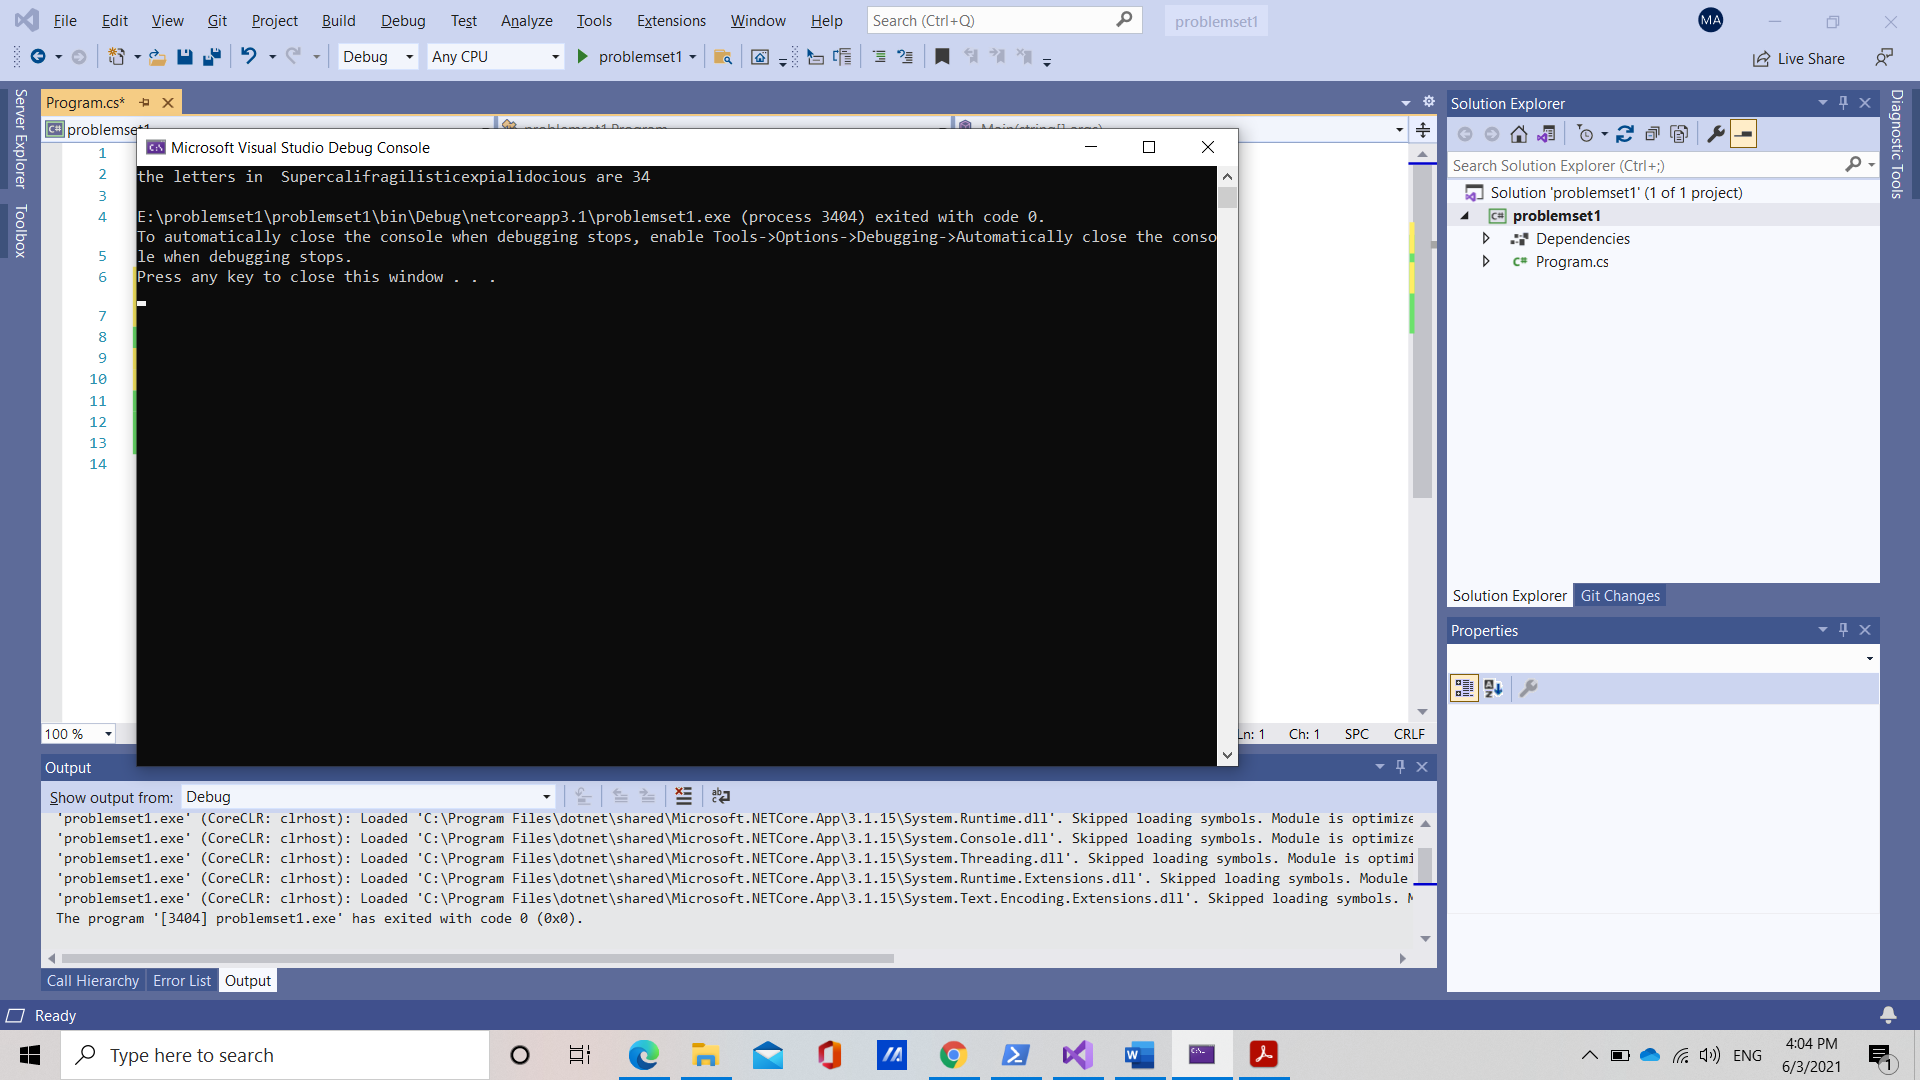 File Edit View Git Project Build Debug Test Analyze Tools Extensions Window Help Search (Ctrl+Q) problemset1 MA
Debug Any CPU problemset1 Live Share
Server Explorer
Toolbox
Program.cs*
problemset1 problemset1.Program Main(string[] args)
1
2
3
4
5
6
7
8
9
10
11
12
13
14
Microsoft Visual Studio Debug Console
the letters in  Supercalifragilisticexpialidocious are 34
E:\problemset1\problemset1\bin\Debug\netcoreapp3.1\problemset1.exe (process 3404) exited with code 0.
To automatically close the console when debugging stops, enable Tools->Options->Debugging->Automatically close the conso
le when debugging stops.
Press any key to close this window . . .
100 % Ln: 1 Ch: 1 SPC CRLF
Output
Show output from: Debug
'problemset1.exe' (CoreCLR: clrhost): Loaded 'C:\Program Files\dotnet\shared\Microsoft.NETCore.App\3.1.15\System.Runtime.dll'. Skipped loading symbols. Module is optimize
'problemset1.exe' (CoreCLR: clrhost): Loaded 'C:\Program Files\dotnet\shared\Microsoft.NETCore.App\3.1.15\System.Console.dll'. Skipped loading symbols. Module is optimize
'problemset1.exe' (CoreCLR: clrhost): Loaded 'C:\Program Files\dotnet\shared\Microsoft.NETCore.App\3.1.15\System.Threading.dll'. Skipped loading symbols. Module is optimi
'problemset1.exe' (CoreCLR: clrhost): Loaded 'C:\Program Files\dotnet\shared\Microsoft.NETCore.App\3.1.15\System.Runtime.Extensions.dll'. Skipped loading symbols. Module
'problemset1.exe' (CoreCLR: clrhost): Loaded 'C:\Program Files\dotnet\shared\Microsoft.NETCore.App\3.1.15\System.Text.Encoding.Extensions.dll'. Skipped loading symbols. M
The program '[3404] problemset1.exe' has exited with code 0 (0x0).
Call Hierarchy Error List Output
Solution Explorer
Search Solution Explorer (Ctrl+;)
Solution 'problemset1' (1 of 1 project)
problemset1
Dependencies
C# Program.cs
Solution Explorer Git Changes
Properties
Diagnostic Tools
Ready
Type here to search
ENG
4:04 PM
6/3/2021
1